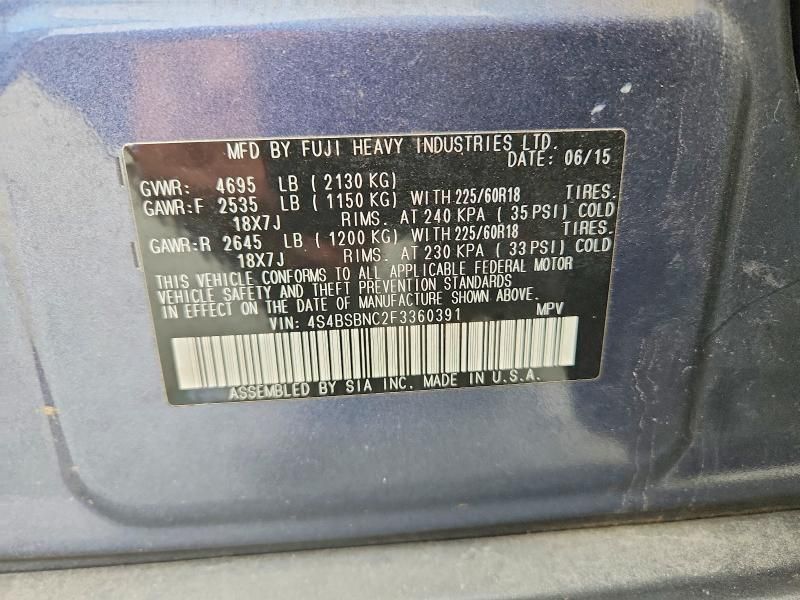 MFD BY FUJI HEAVY INDUSTRIES LTD.
DATE: 06/15
GVWR: 4695 LB (2130 KG)
GAWR:F 2535 LB (1150 KG) WITH 225/60R18 TIRES.
18X7J RIMS. AT 240 KPA (35 PSI) COLD
GAWR:R 2645 LB (1200 KG) WITH 225/60R18 TIRES.
18X7J RIMS. AT 230 KPA (33 PSI) COLD
THIS VEHICLE CONFORMS TO ALL APPLICABLE FEDERAL MOTOR
VEHICLE SAFETY AND THEFT PREVENTION STANDARDS
IN EFFECT ON THE DATE OF MANUFACTURE SHOWN ABOVE.
VIN: 4S4BSBNC2F3360391 MPV
ASSEMBLED BY SIA INC. MADE IN U.S.A.